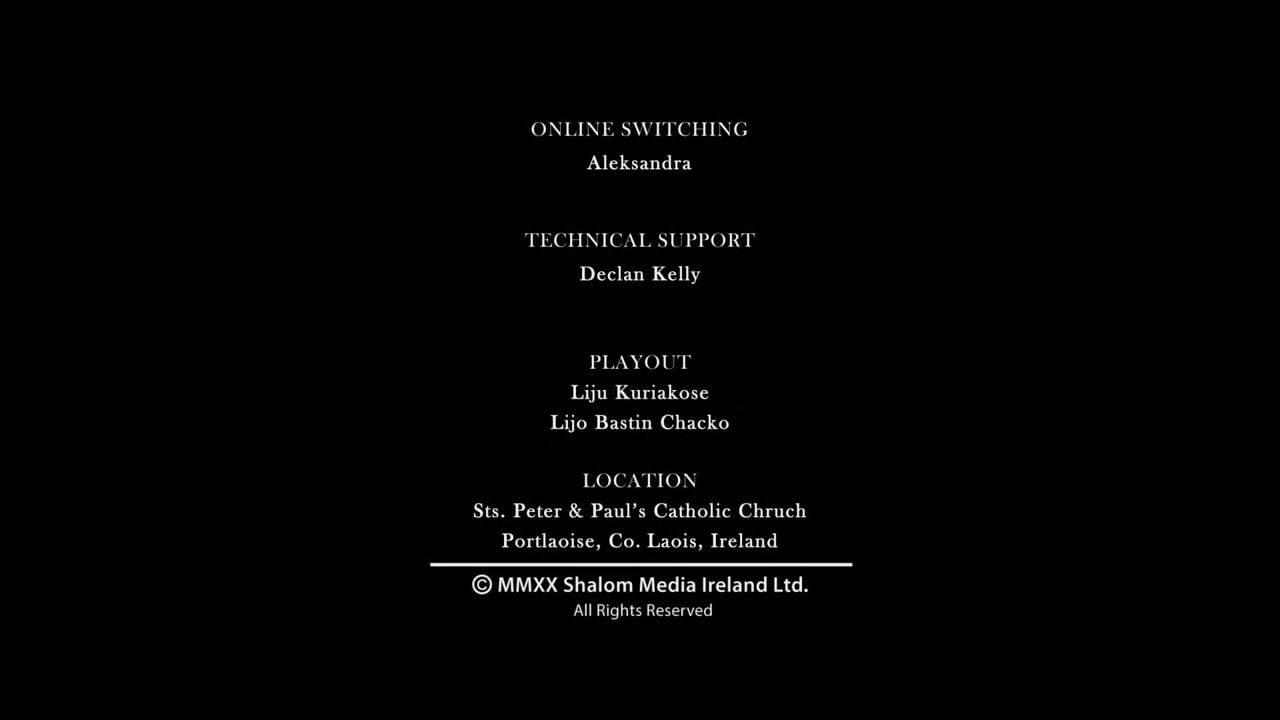 ONLINE SWITCHING
Aleksandra
TECHNICAL SUPPORT
Declan Kelly
PLAYOUT
Liju Kuriakose
Lijo Bastin Chacko
LOCATION
Sts. Peter & Paul’s Catholic Chruch
Portlaoise, Co. Laois, Ireland
© MMXX Shalom Media Ireland Ltd.
All Rights Reserved